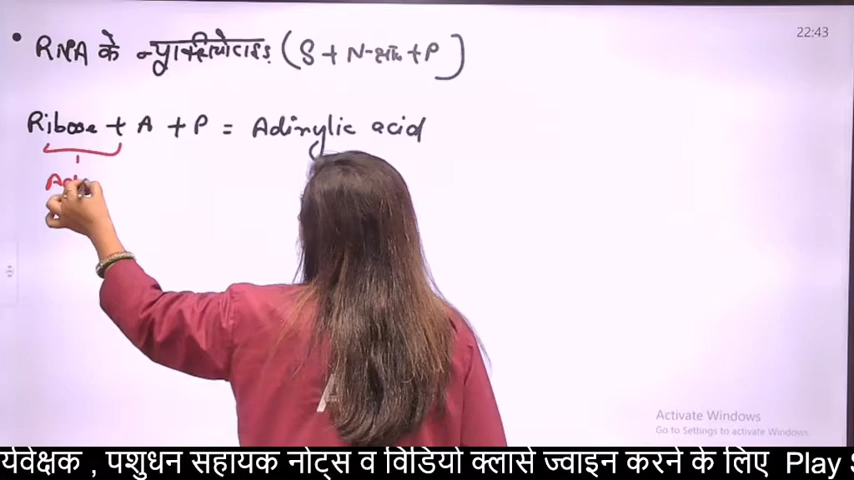 22:43
RNA के न्यूक्लियोटाइड (S + N-क्षार + P)
Ribose + A + P = Adinylic acid
Activate Windows
Go to Settings to activate Windows.
र्यवेक्षक , पशुधन सहायक नोट्स व विडियो क्लासे ज्वाइन करने के लिए Play S